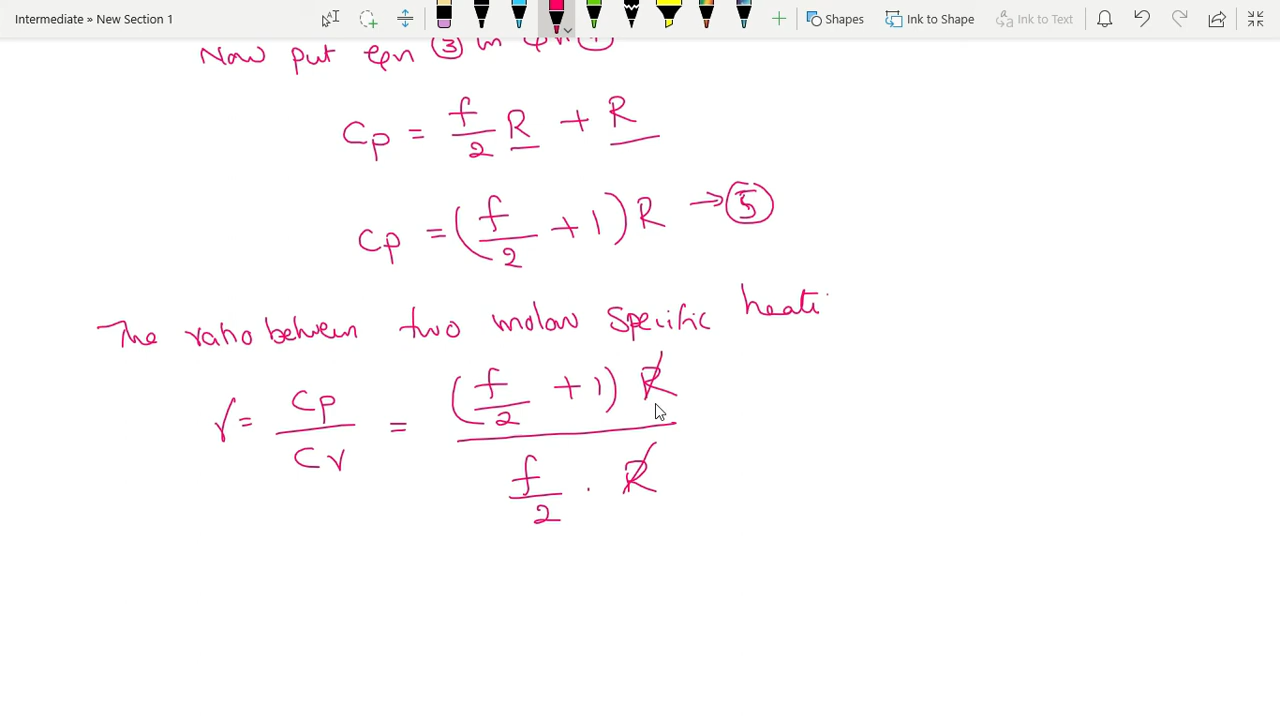 Intermediate » New Section 1 Shapes Ink to Shape Ink to Text
Now put eqn ③ in
Cp = f/2 R + R
Cp = (f/2 + 1) R → ⑤
The ratio between two molar specific heats
γ = Cp/Cv = (f/2 + 1) R / f/2 · R